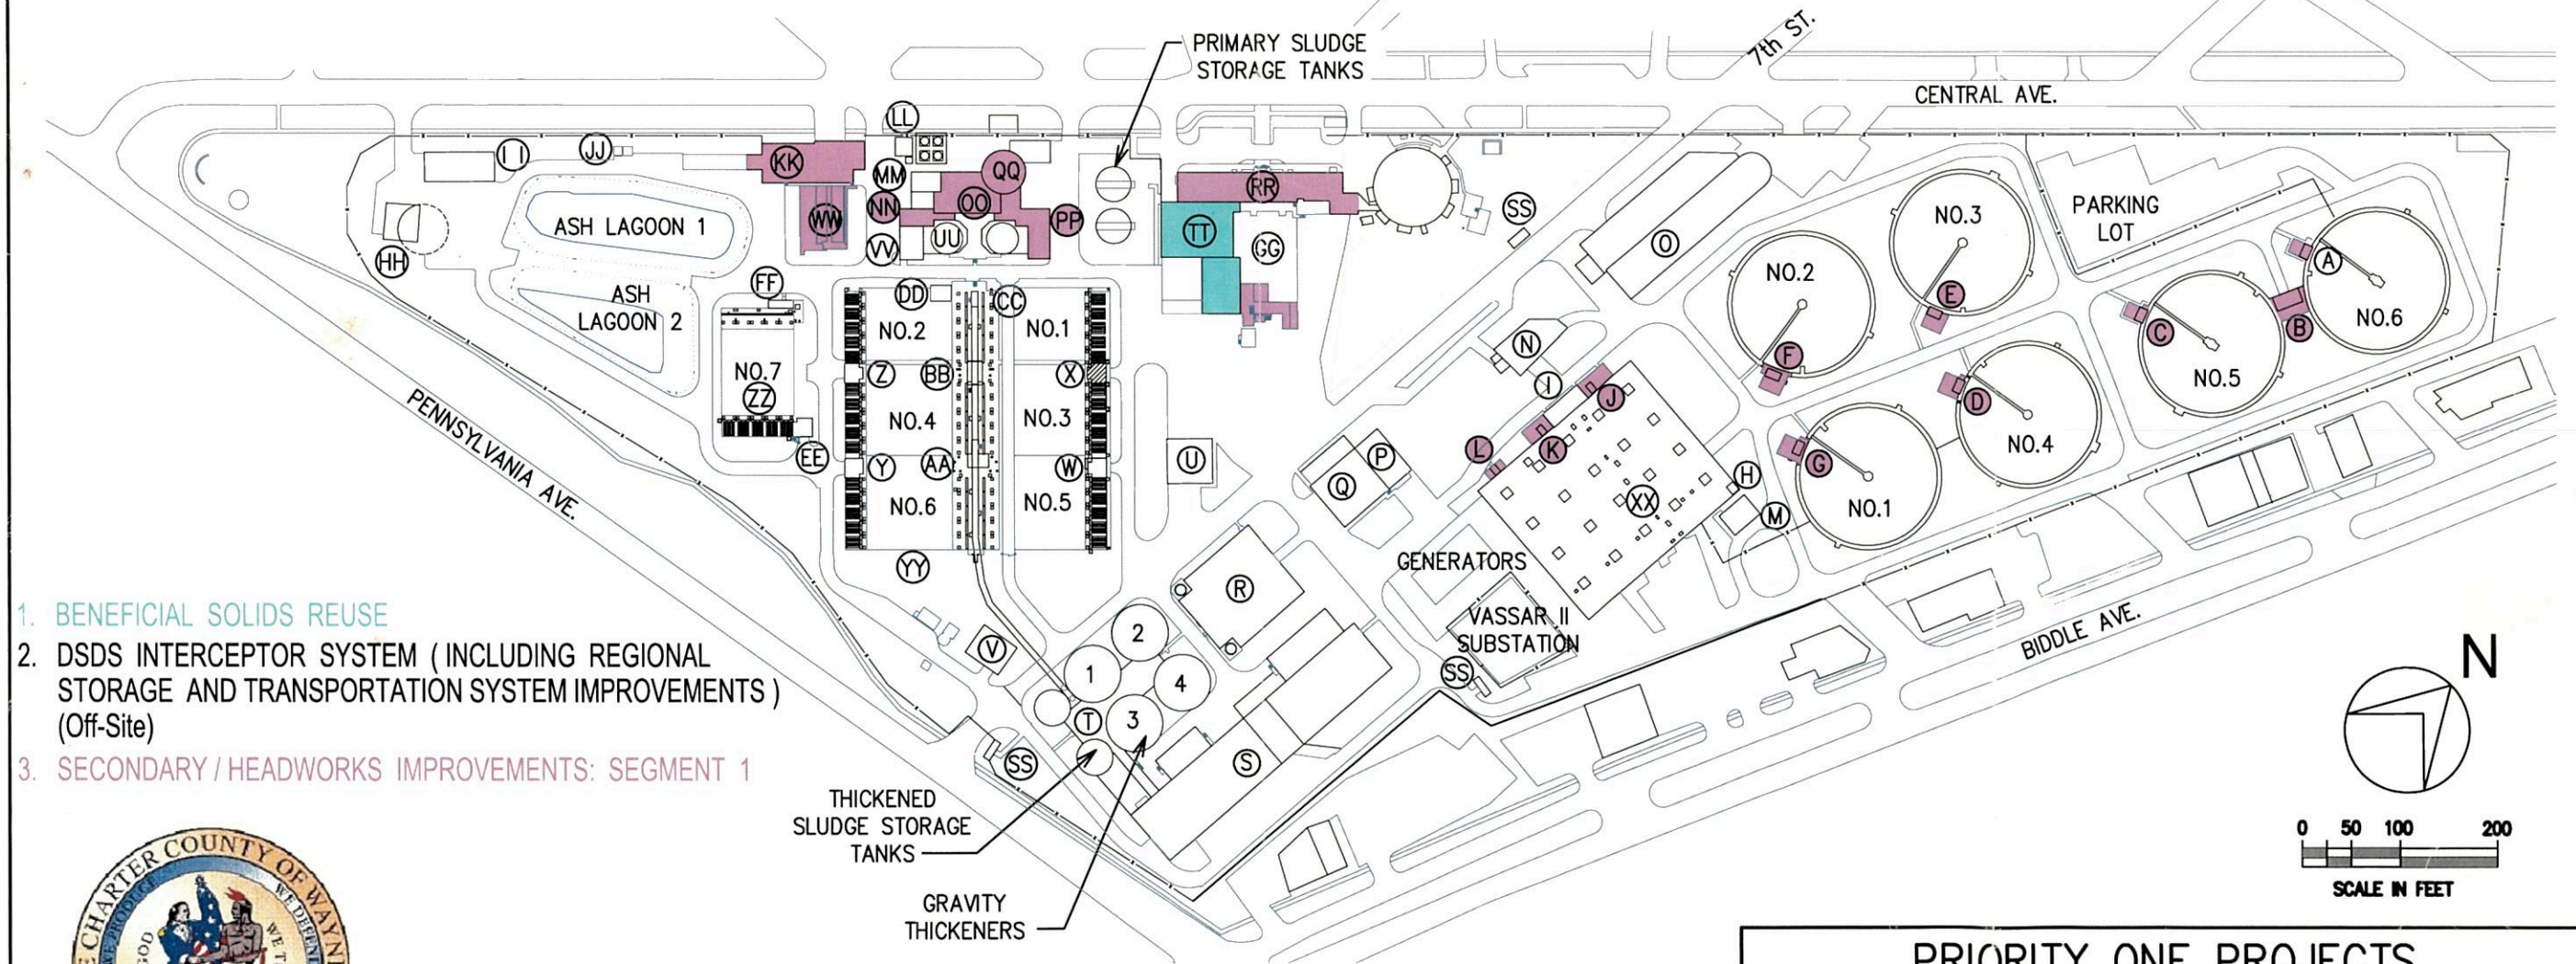 PRIMARY SLUDGE
STORAGE TANKS
7th ST.
CENTRAL AVE.
LL
II
JJ
KK
MM
QQ
RR
NN
OO
PP
WW
UU
VV
TT
GG
SS
O
HH
ASH LAGOON 1
ASH
LAGOON 2
FF
DD
CC
NO.2
NO.1
NO.7
ZZ
Z
BB
X
NO.4
NO.3
EE
Y
AA
W
NO.6
NO.5
YY
U
PENNSYLVANIA AVE.
NO.3
PARKING
LOT
NO.2
A
E
NO.6
C
B
F
NO.5
N
I
J
D
L
K
P
Q
G
NO.4
H
XX
M
NO.1
GENERATORS
VASSAR II
SUBSTATION
SS
BIDDLE AVE.
R
2
V
1
4
3
T
S
SS
THICKENED
SLUDGE STORAGE
TANKS
GRAVITY
THICKENERS
1. BENEFICIAL SOLIDS REUSE
2. DSDS INTERCEPTOR SYSTEM ( INCLUDING REGIONAL
STORAGE AND TRANSPORTATION SYSTEM IMPROVEMENTS )
(Off-Site)
3. SECONDARY / HEADWORKS IMPROVEMENTS: SEGMENT 1
CHARTER COUNTY OF
WE PRODUCE
GOD
N
0 50 100 200
SCALE IN FEET
PRIORITY ONE PROJECTS